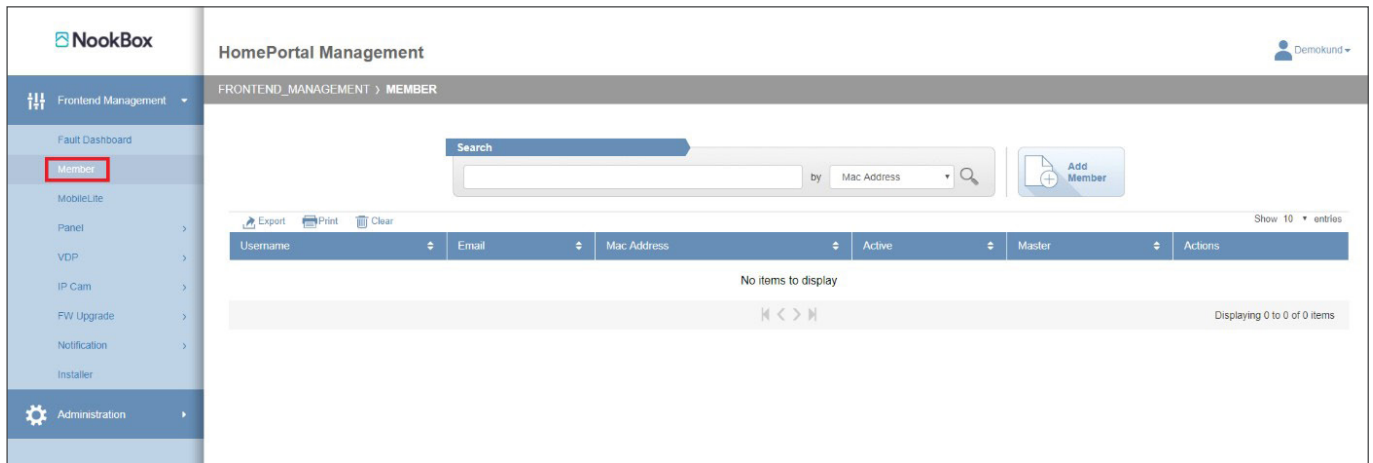 NookBox
HomePortal Management
Demokund
Frontend Management
FRONTEND_MANAGEMENT > MEMBER
Fault Dashboard
Member
MobileLite
Panel
VDP
IP Cam
FW Upgrade
Notification
Installer
Administration
Search
by Mac Address
Add
Member
Export Print Clear
Show 10 entries
Username Email Mac Address Active Master Actions
No items to display
Displaying 0 to 0 of 0 items